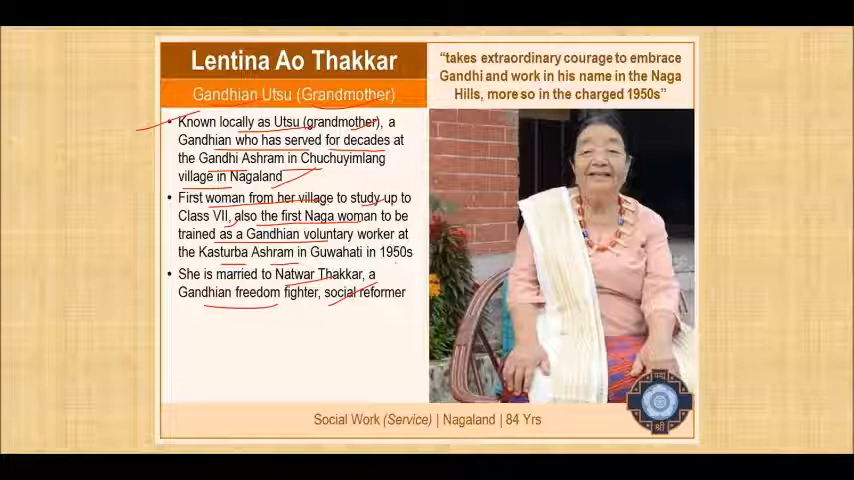 Lentina Ao Thakkar
Gandhian Utsu (Grandmother)
• Known locally as Utsu (grandmother), a
Gandhian who has served for decades at
the Gandhi Ashram in Chuchuyimlang
village in Nagaland
• First woman from her village to study up to
Class VII, also the first Naga woman to be
trained as a Gandhian voluntary worker at
the Kasturba Ashram in Guwahati in 1950s
• She is married to Natwar Thakkar, a
Gandhian freedom fighter, social reformer
“takes extraordinary courage to embrace
Gandhi and work in his name in the Naga
Hills, more so in the charged 1950s”
Social Work (Service) | Nagaland | 84 Yrs
पद्म
श्री